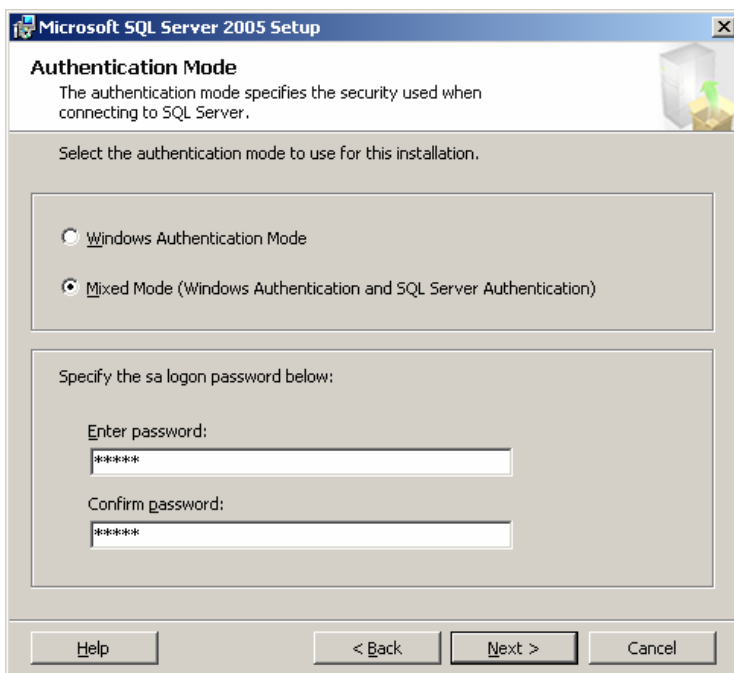 Microsoft SQL Server 2005 Setup
Authentication Mode
The authentication mode specifies the security used when
connecting to SQL Server.
Select the authentication mode to use for this installation.
Windows Authentication Mode
Mixed Mode (Windows Authentication and SQL Server Authentication)
Specify the sa logon password below:
Enter password:
*****
Confirm password:
*****
Help
< Back
Next >
Cancel